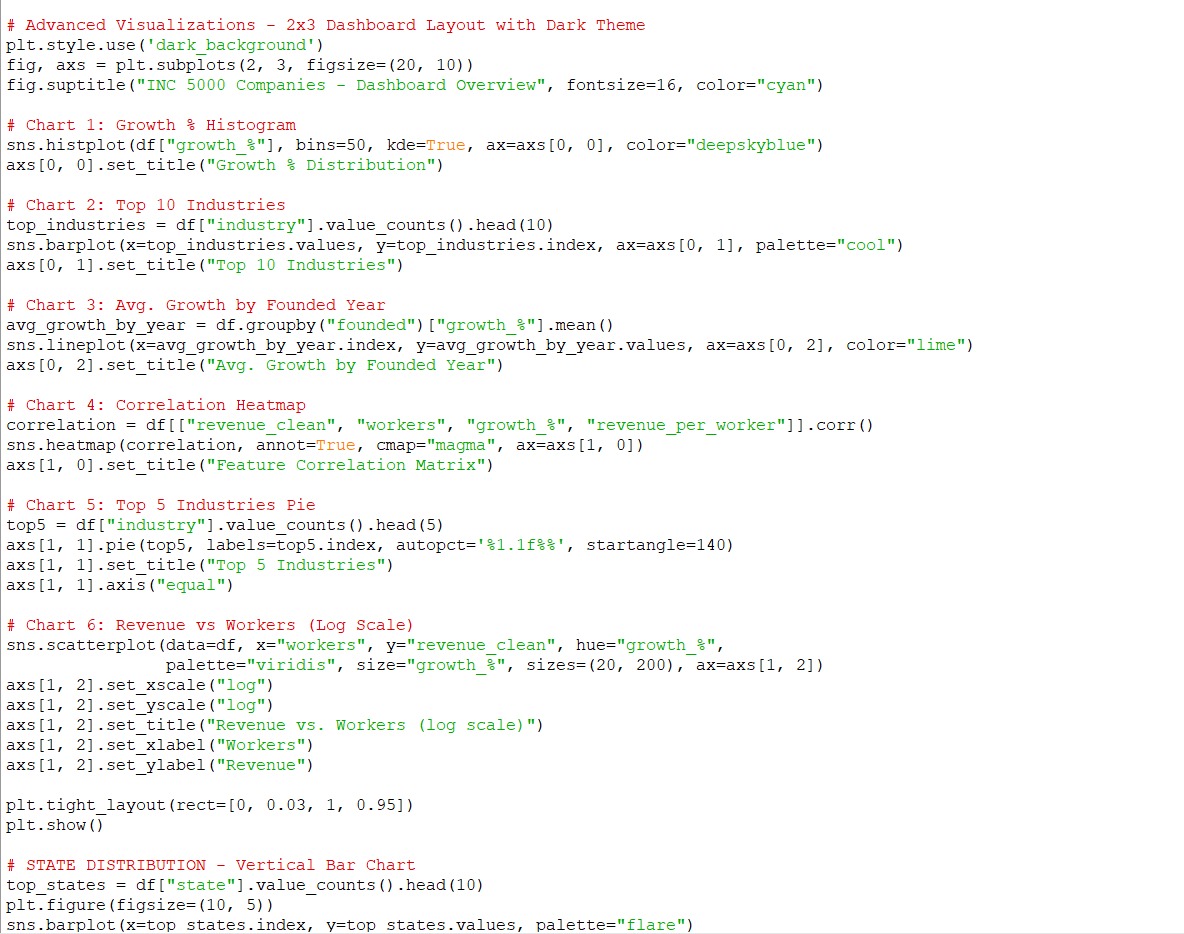 # Advanced Visualizations - 2x3 Dashboard Layout with Dark Theme
plt.style.use('dark_background')
fig, axs = plt.subplots(2, 3, figsize=(20, 10))
fig.suptitle("INC 5000 Companies - Dashboard Overview", fontsize=16, color="cyan")

# Chart 1: Growth % Histogram
sns.histplot(df["growth_%"], bins=50, kde=True, ax=axs[0, 0], color="deepskyblue")
axs[0, 0].set_title("Growth % Distribution")

# Chart 2: Top 10 Industries
top_industries = df["industry"].value_counts().head(10)
sns.barplot(x=top_industries.values, y=top_industries.index, ax=axs[0, 1], palette="cool")
axs[0, 1].set_title("Top 10 Industries")

# Chart 3: Avg. Growth by Founded Year
avg_growth_by_year = df.groupby("founded")["growth_%"].mean()
sns.lineplot(x=avg_growth_by_year.index, y=avg_growth_by_year.values, ax=axs[0, 2], color="lime")
axs[0, 2].set_title("Avg. Growth by Founded Year")

# Chart 4: Correlation Heatmap
correlation = df[["revenue_clean", "workers", "growth_%", "revenue_per_worker"]].corr()
sns.heatmap(correlation, annot=True, cmap="magma", ax=axs[1, 0])
axs[1, 0].set_title("Feature Correlation Matrix")

# Chart 5: Top 5 Industries Pie
top5 = df["industry"].value_counts().head(5)
axs[1, 1].pie(top5, labels=top5.index, autopct='%1.1f%%', startangle=140)
axs[1, 1].set_title("Top 5 Industries")
axs[1, 1].axis("equal")

# Chart 6: Revenue vs Workers (Log Scale)
sns.scatterplot(data=df, x="workers", y="revenue_clean", hue="growth_%",
                palette="viridis", size="growth_%", sizes=(20, 200), ax=axs[1, 2])
axs[1, 2].set_xscale("log")
axs[1, 2].set_yscale("log")
axs[1, 2].set_title("Revenue vs. Workers (log scale)")
axs[1, 2].set_xlabel("Workers")
axs[1, 2].set_ylabel("Revenue")

plt.tight_layout(rect=[0, 0.03, 1, 0.95])
plt.show()

# STATE DISTRIBUTION - Vertical Bar Chart
top_states = df["state"].value_counts().head(10)
plt.figure(figsize=(10, 5))
sns.barplot(x=top_states.index, y=top_states.values, palette="flare")